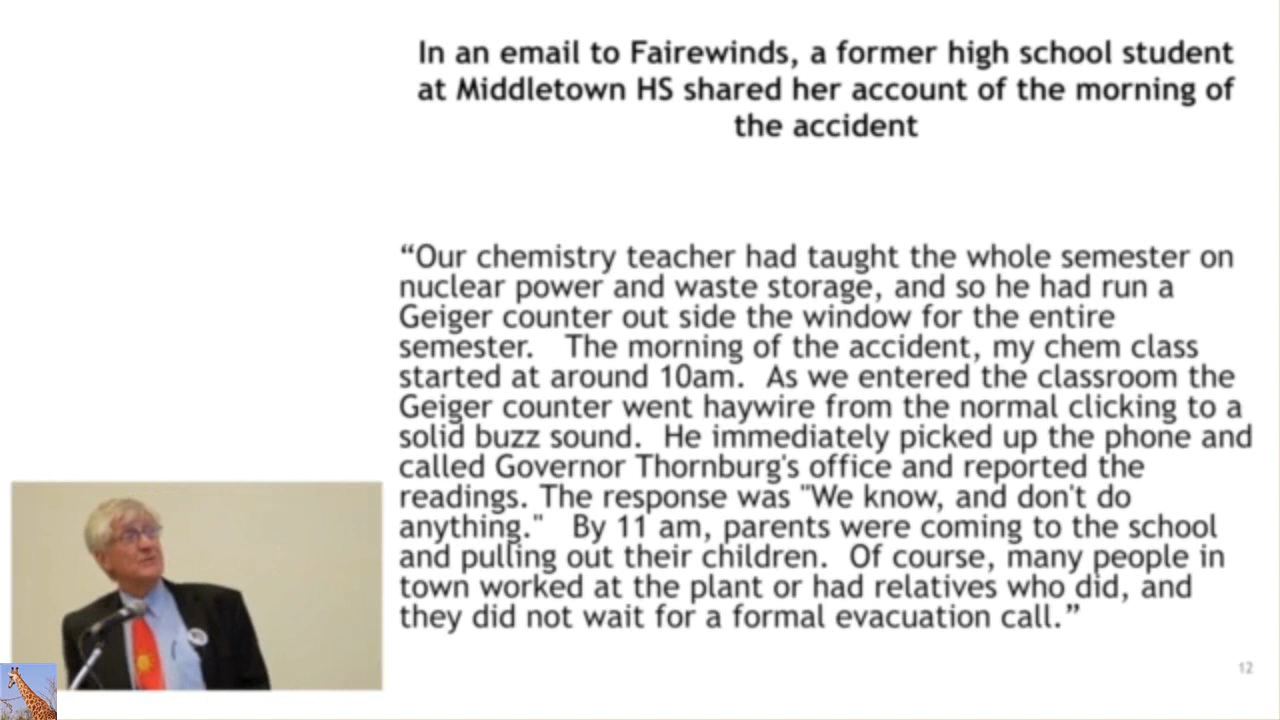 In an email to Fairewinds, a former high school student
at Middletown HS shared her account of the morning of
the accident
“Our chemistry teacher had taught the whole semester on
nuclear power and waste storage, and so he had run a
Geiger counter out side the window for the entire
semester.   The morning of the accident, my chem class
started at around 10am.  As we entered the classroom the
Geiger counter went haywire from the normal clicking to a
solid buzz sound.  He immediately picked up the phone and
called Governor Thornburg's office and reported the
readings. The response was "We know, and don't do
anything."   By 11 am, parents were coming to the school
and pulling out their children.  Of course, many people in
town worked at the plant or had relatives who did, and
they did not wait for a formal evacuation call.”
12